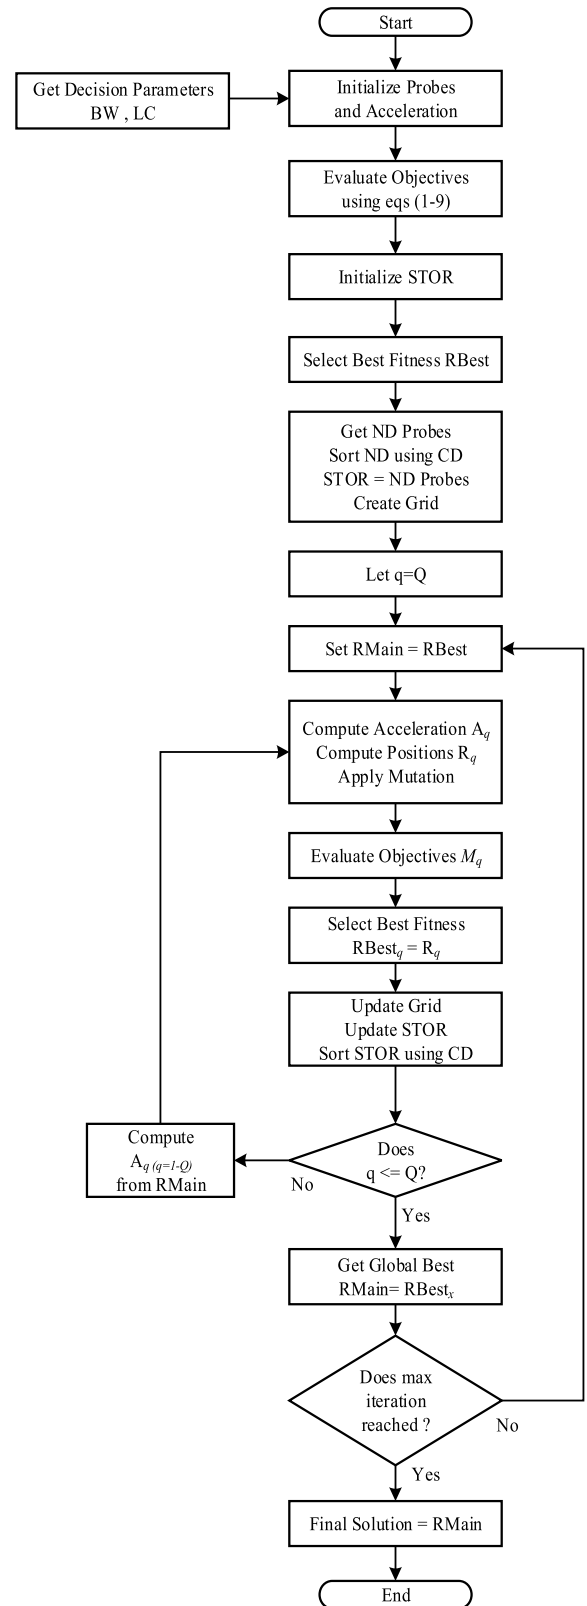 Start
Get Decision Parameters
BW , LC
Initialize Probes
and Acceleration
Evaluate Objectives
using eqs (1-9)
Initialize STOR
Select Best Fitness RBest
Get ND Probes
Sort ND using CD
STOR = ND Probes
Create Grid
Let q=Q
Set RMain = RBest
Compute Acceleration Aq
Compute Positions Rq
Apply Mutation
Evaluate Objectives Mq
Select Best Fitness
RBestq = Rq
Update Grid
Update STOR
Sort STOR using CD
Does
q <= Q?
No
Compute
Aq (q=1-Q)
from RMain
Yes
Get Global Best
RMain= RBestx
Does max
iteration
reached ?
No
Yes
Final Solution = RMain
End